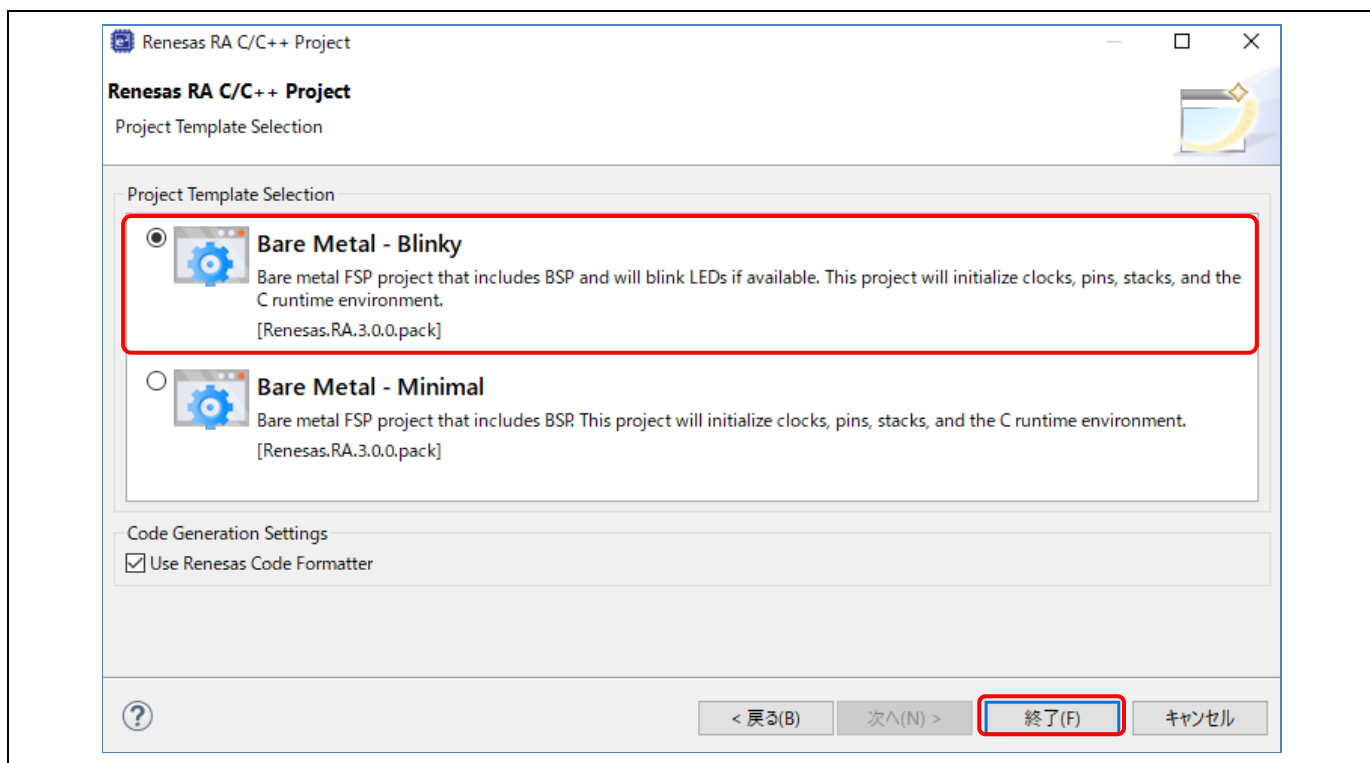 Renesas RA C/C++ Project
Renesas RA C/C++ Project
Project Template Selection
Project Template Selection
Bare Metal - Blinky
Bare metal FSP project that includes BSP and will blink LEDs if available. This project will initialize clocks, pins, stacks, and the
C runtime environment.
[Renesas.RA.3.0.0.pack]
Bare Metal - Minimal
Bare metal FSP project that includes BSP. This project will initialize clocks, pins, stacks, and the C runtime environment.
[Renesas.RA.3.0.0.pack]
Code Generation Settings
Use Renesas Code Formatter
< 戻る(B) 次へ(N) > 終了(F) キャンセル